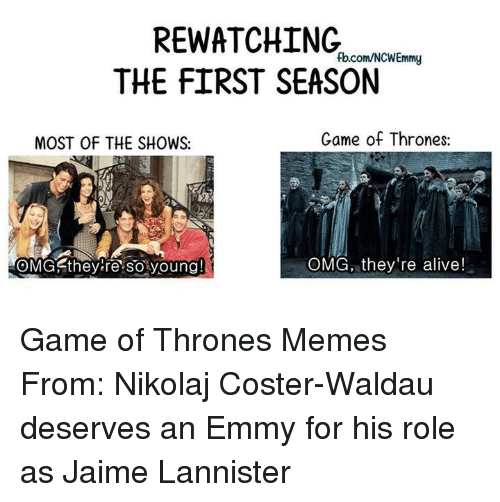 REWATCHING
fb.com/NCWEmmy
THE FIRST SEASON
MOST OF THE SHOWS:
Game of Thrones:
OMG, they're so young!
OMG, they're alive!
Game of Thrones Memes
From: Nikolaj Coster-Waldau
deserves an Emmy for his role
as Jaime Lannister